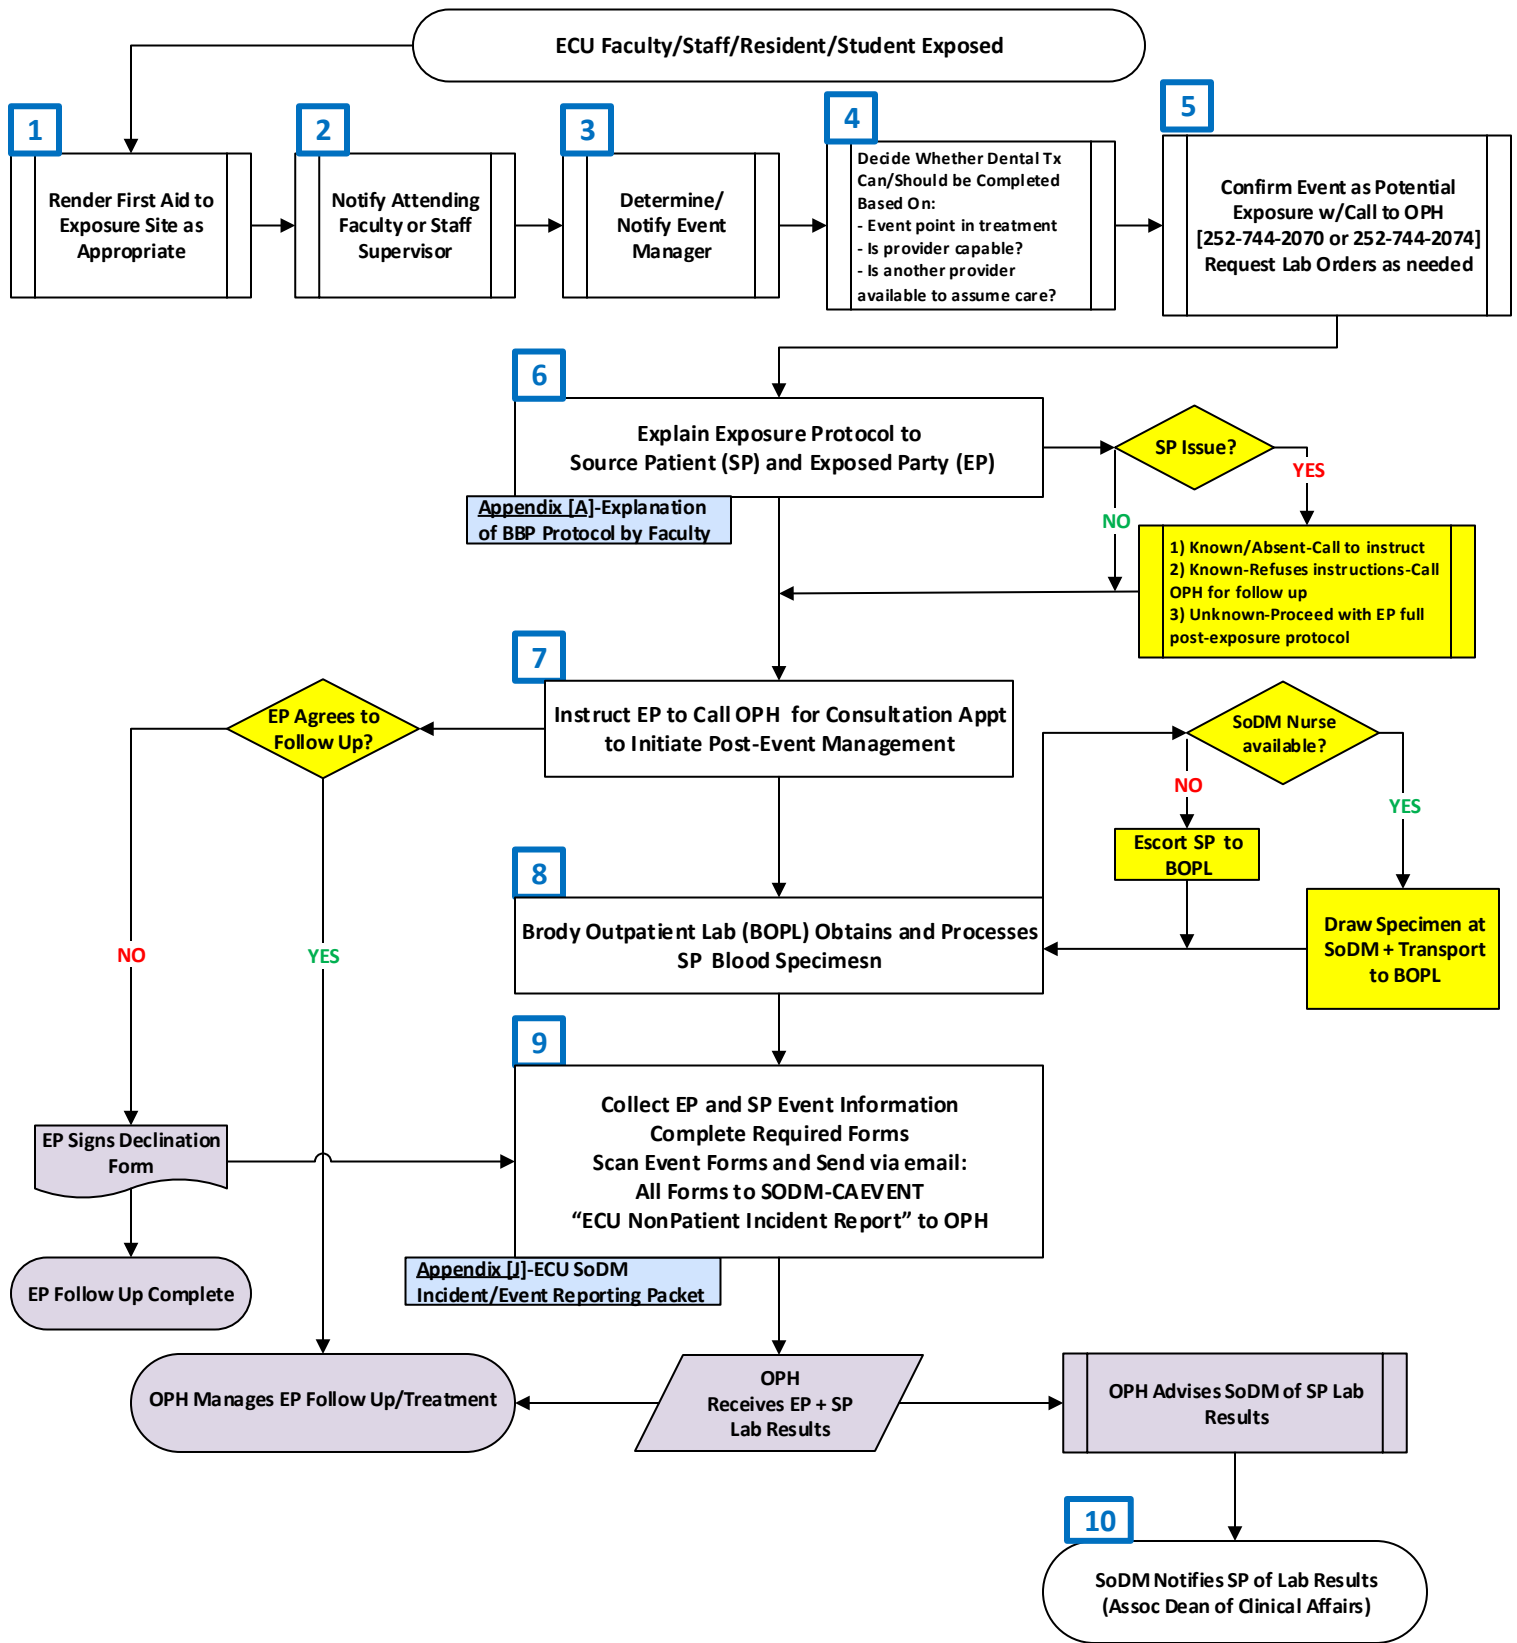 ECU Faculty/Staff/Resident/Student Exposed
1
Render First Aid to
Exposure Site as
Appropriate
2
Notify Attending
Faculty or Staff
Supervisor
3
Determine/
Notify Event
Manager
4
Decide Whether Dental Tx
Can/Should be Completed
Based On:
- Event point in treatment
- Is provider capable?
- Is another provider
available to assume care?
5
Confirm Event as Potential
Exposure w/Call to OPH
[252-744-2070 or 252-744-2074]
Request Lab Orders as needed
6
Explain Exposure Protocol to
Source Patient (SP) and Exposed Party (EP)
Appendix [A]-Explanation
of BBP Protocol by Faculty
SP Issue?
YES
NO
1) Known/Absent-Call to instruct
2) Known-Refuses instructions-Call
OPH for follow up
3) Unknown-Proceed with EP full
post-exposure protocol
7
Instruct EP to Call OPH for Consultation Appt
to Initiate Post-Event Management
EP Agrees to
Follow Up?
NO
YES
SoDM Nurse
available?
NO
YES
Escort SP to
BOPL
Draw Specimen at
SoDM + Transport
to BOPL
8
Brody Outpatient Lab (BOPL) Obtains and Processes
SP Blood Specimesn
9
Collect EP and SP Event Information
Complete Required Forms
Scan Event Forms and Send via email:
All Forms to SODM-CAEVENT
“ECU NonPatient Incident Report” to OPH
Appendix [J]-ECU SoDM
Incident/Event Reporting Packet
EP Signs Declination
Form
EP Follow Up Complete
OPH Manages EP Follow Up/Treatment
OPH
Receives EP + SP
Lab Results
OPH Advises SoDM of SP Lab
Results
10
SoDM Notifies SP of Lab Results
(Assoc Dean of Clinical Affairs)